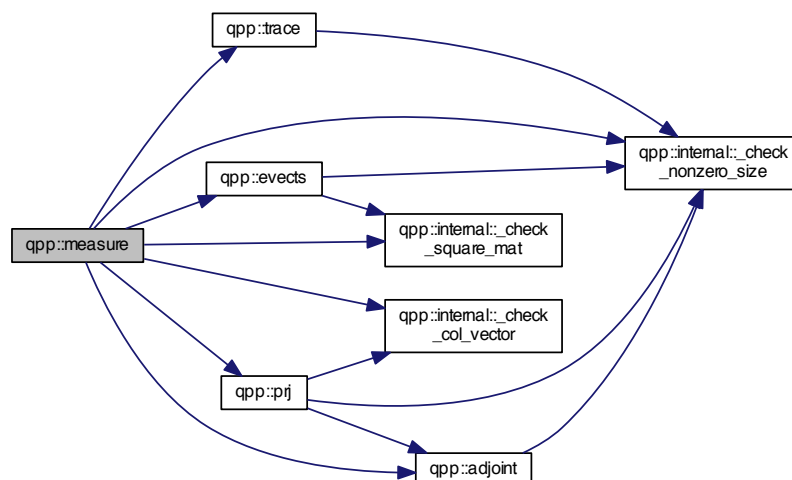 qpp::trace
qpp::internal::_check
_nonzero_size
qpp::evects
qpp::internal::_check
_square_mat
qpp::measure
qpp::internal::_check
_col_vector
qpp::prj
qpp::adjoint